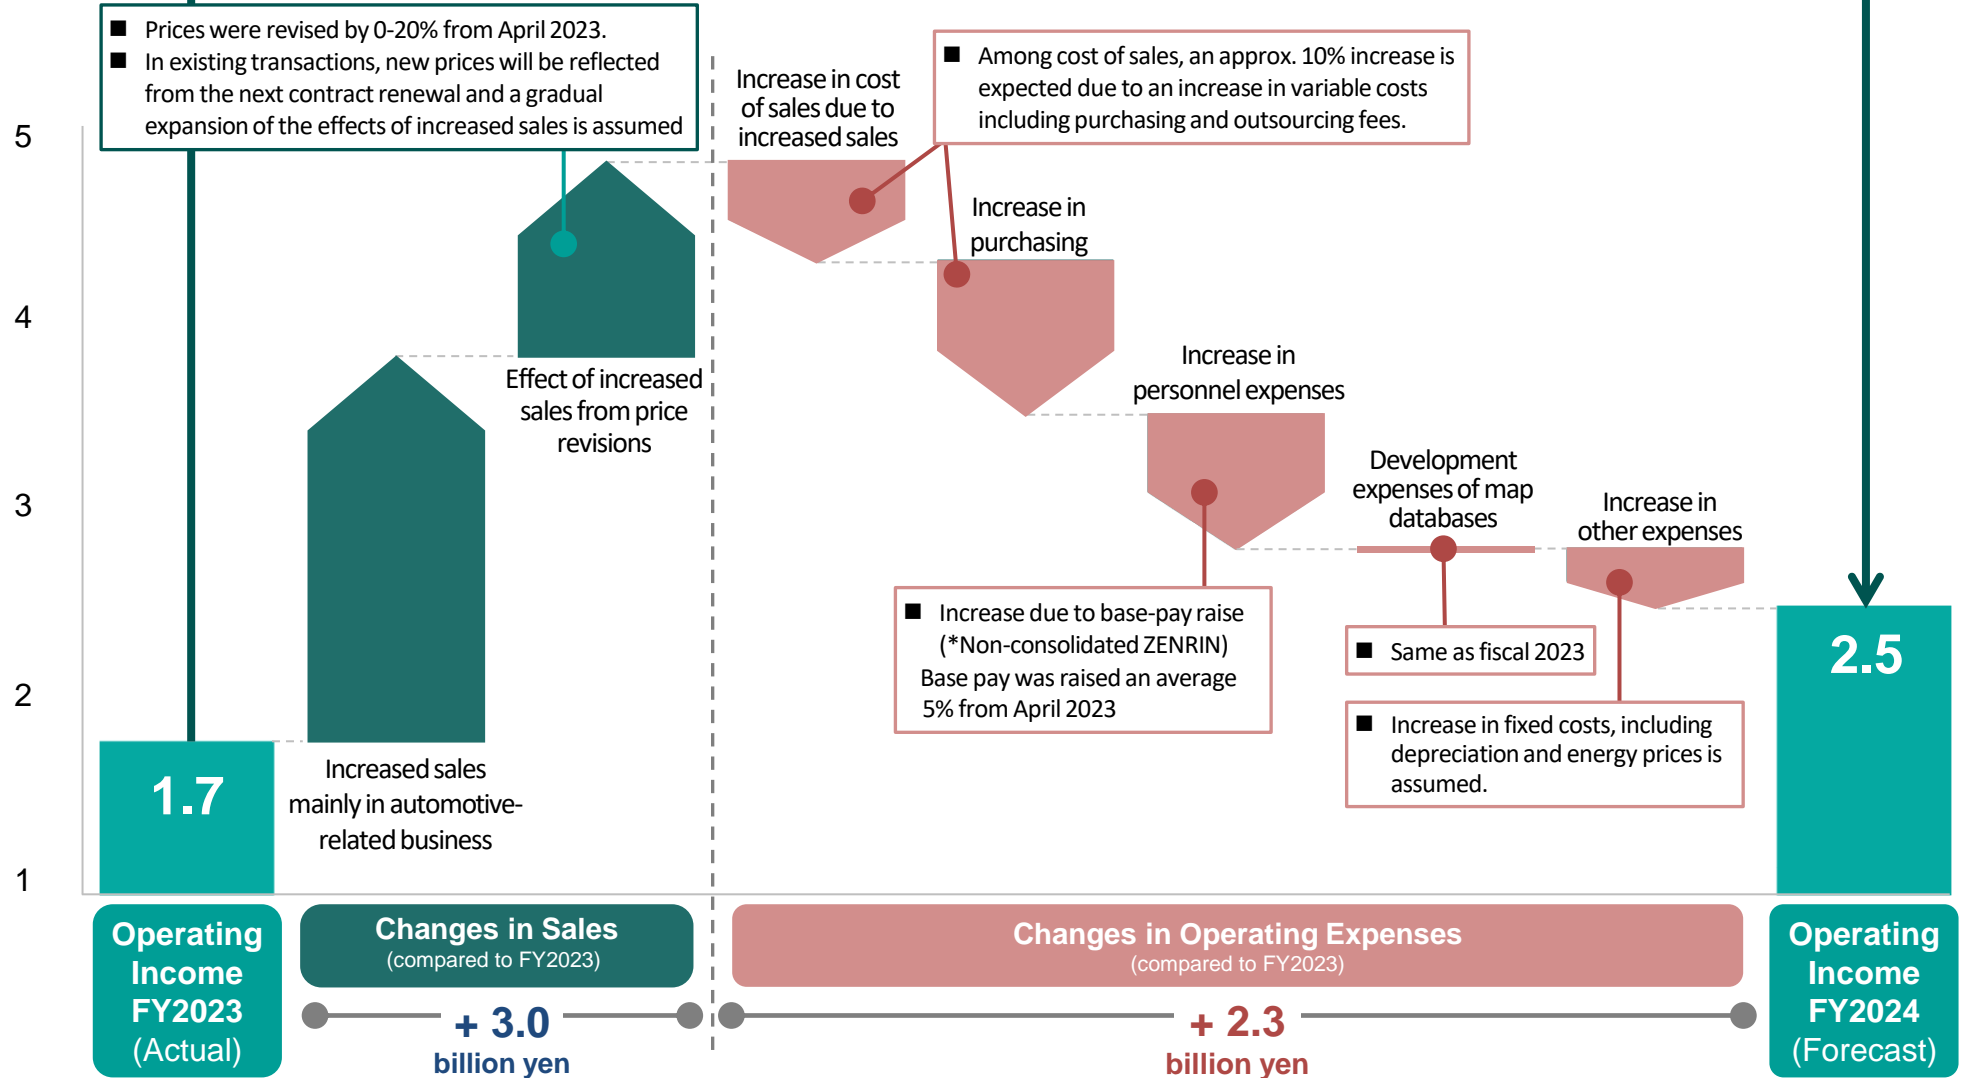 ■ Prices were revised by 0-20% from April 2023.
■ In existing transactions, new prices will be reflected
from the next contract renewal and a gradual
expansion of the effects of increased sales is assumed
Increase in cost
of sales due to
increased sales
■ Among cost of sales, an approx. 10% increase is
expected due to an increase in variable costs
including purchasing and outsourcing fees.
5
4
3
2
1
Increase in
purchasing
Effect of increased
sales from price
revisions
Increase in
personnel expenses
Development
expenses of map
databases
Increase in
other expenses
■ Increase due to base-pay raise
(*Non-consolidated ZENRIN)
Base pay was raised an average
5% from April 2023
■ Same as fiscal 2023
■ Increase in fixed costs, including
depreciation and energy prices is
assumed.
1.7
Increased sales
mainly in automotive-
related business
2.5
Operating
Income
FY2023
(Actual)
Changes in Sales
(compared to FY2023)
+ 3.0
billion yen
Changes in Operating Expenses
(compared to FY2023)
+ 2.3
billion yen
Operating
Income
FY2024
(Forecast)